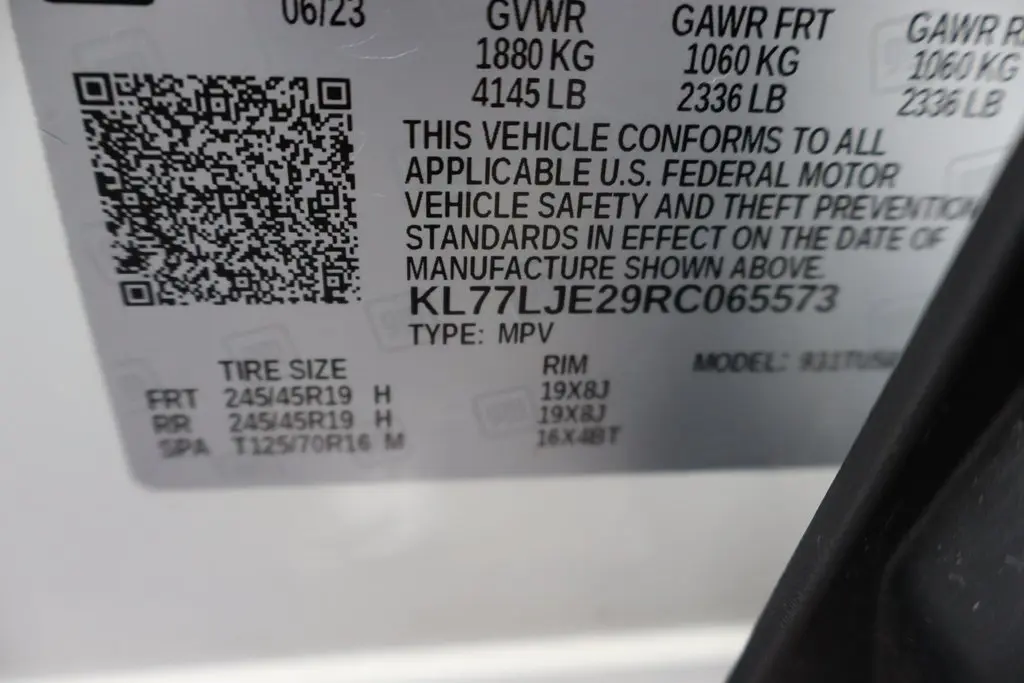 06/23 GVWR GAWR FRT GAWR
1880 KG 1060 KG 1060 KG
4145 LB 2336 LB 2336 LB
THIS VEHICLE CONFORMS TO ALL
APPLICABLE U.S. FEDERAL MOTOR
VEHICLE SAFETY AND THEFT PREVENTION
STANDARDS IN EFFECT ON THE DATE OF
MANUFACTURE SHOWN ABOVE.
KL77LJE29RC065573
TYPE: MPV
TIRE SIZE RIM MODEL:
FRT 245/45R19 H 19X8J
RR 245/45R19 H 19X8J
SPA T125/70R16 M 16X4BT